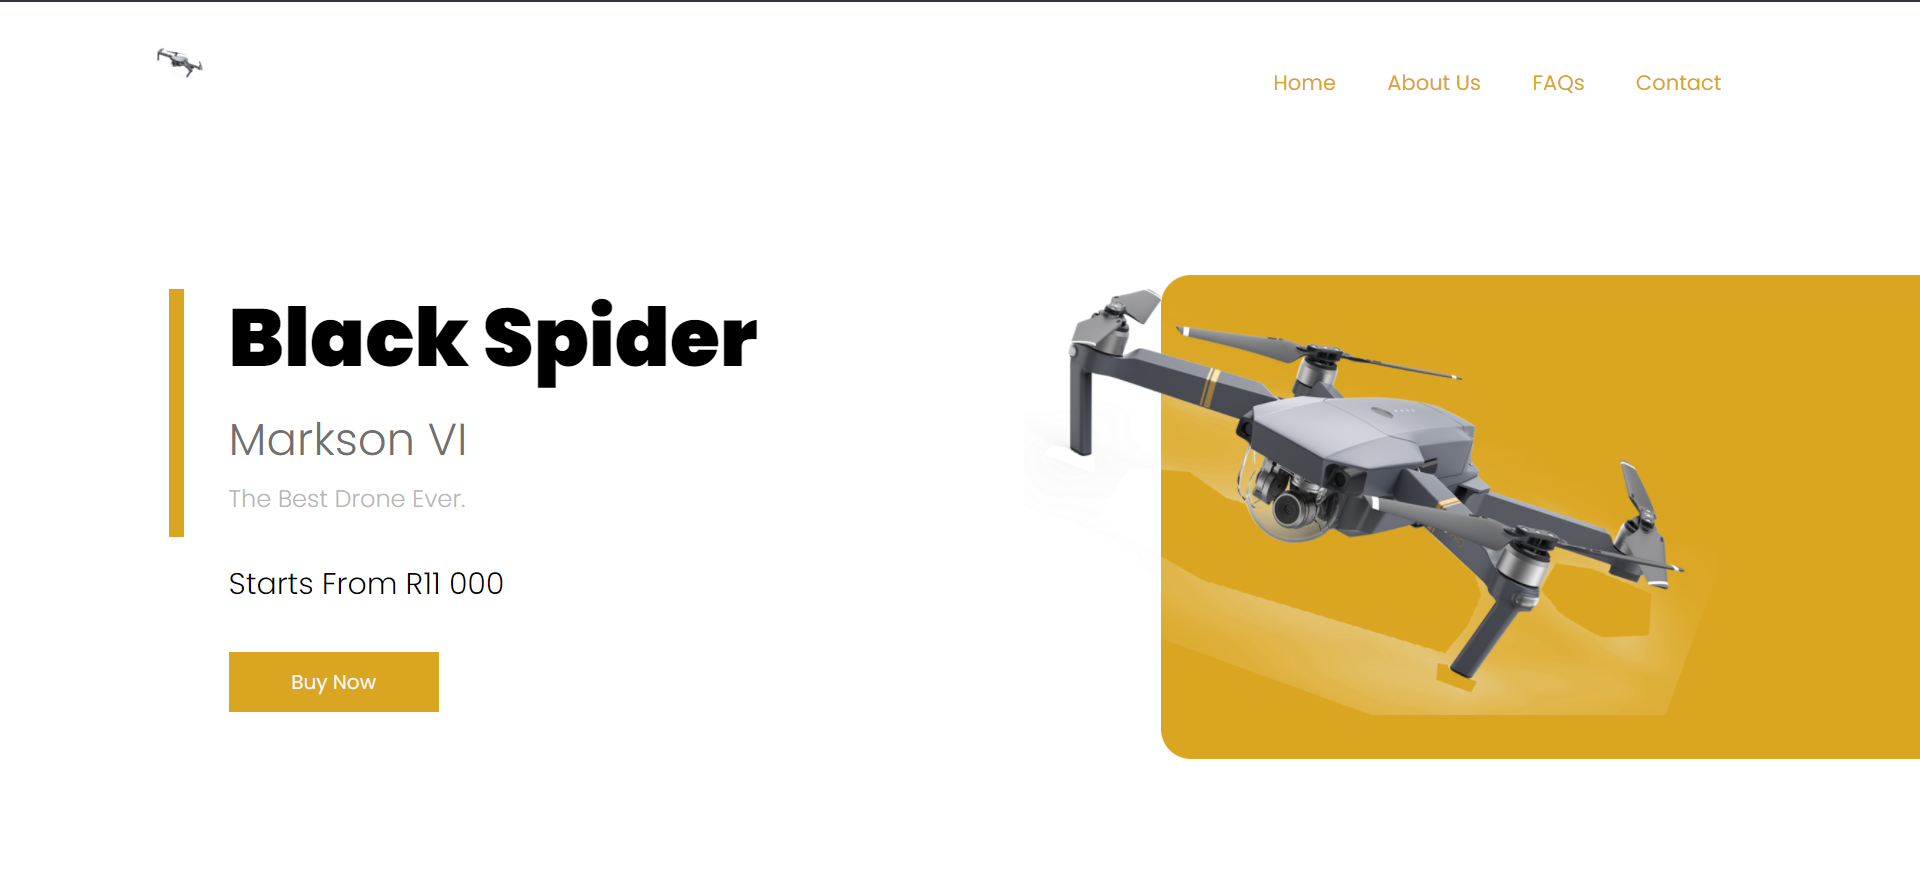 Home About Us FAQs Contact
Black Spider
Markson VI
The Best Drone Ever.
Starts From R11 000
Buy Now